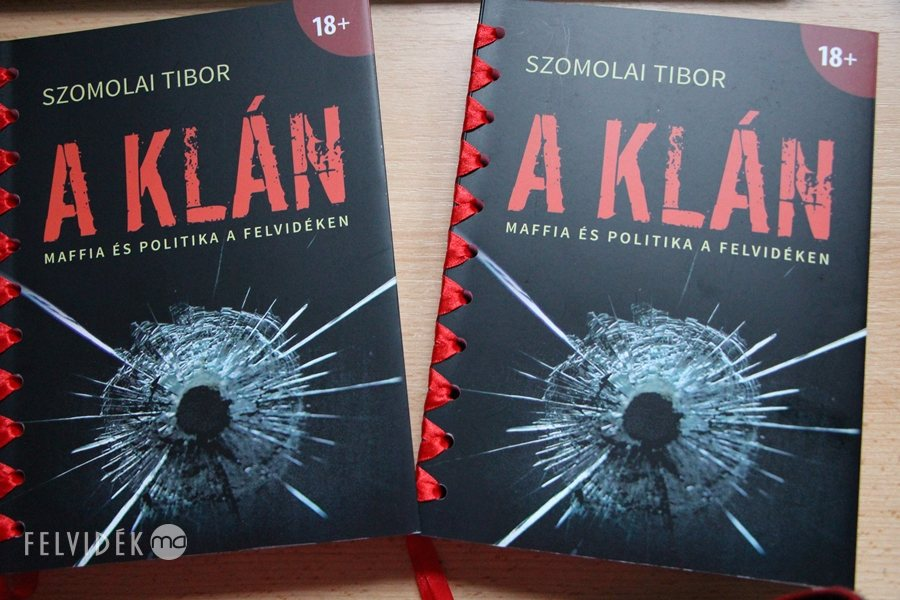 18+
SZOMOLAI TIBOR
A KLÁN
MAFFIA ÉS POLITIKA A FELVIDÉKEN
18+
SZOMOLAI TIBOR
A KLÁN
MAFFIA ÉS POLITIKA A FELVIDÉKEN
FELVIDÉK ma